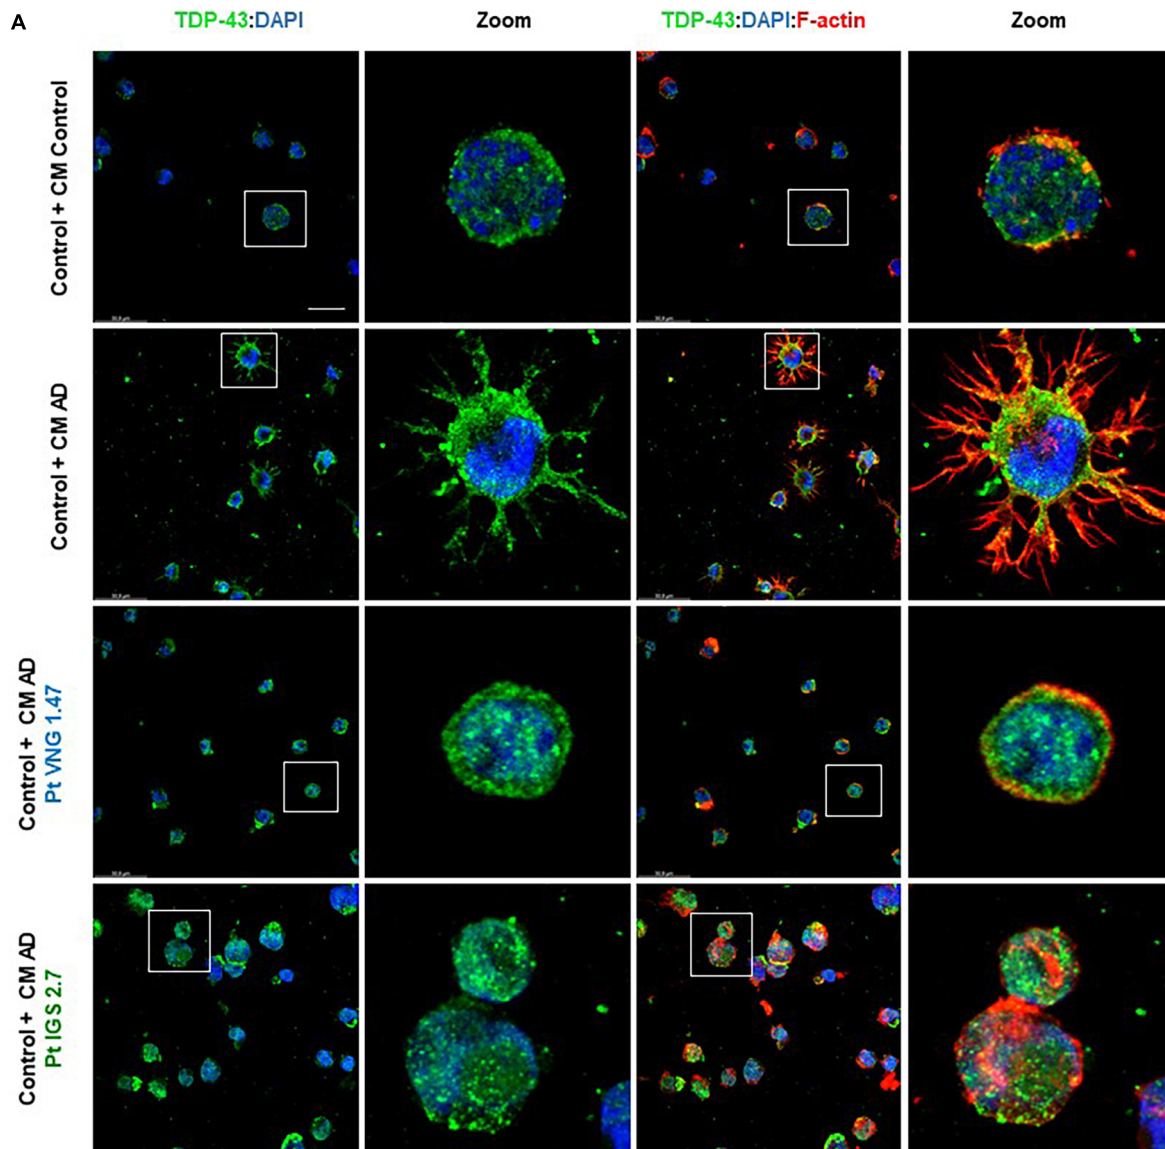 A
TDP-43:DAPI
Zoom
TDP-43:DAPI:F-actin
Zoom
Control + CM Control
Control + CM AD
Control + CM AD
Pt VNG 1.47
Control + CM AD
Pt IGS 2.7